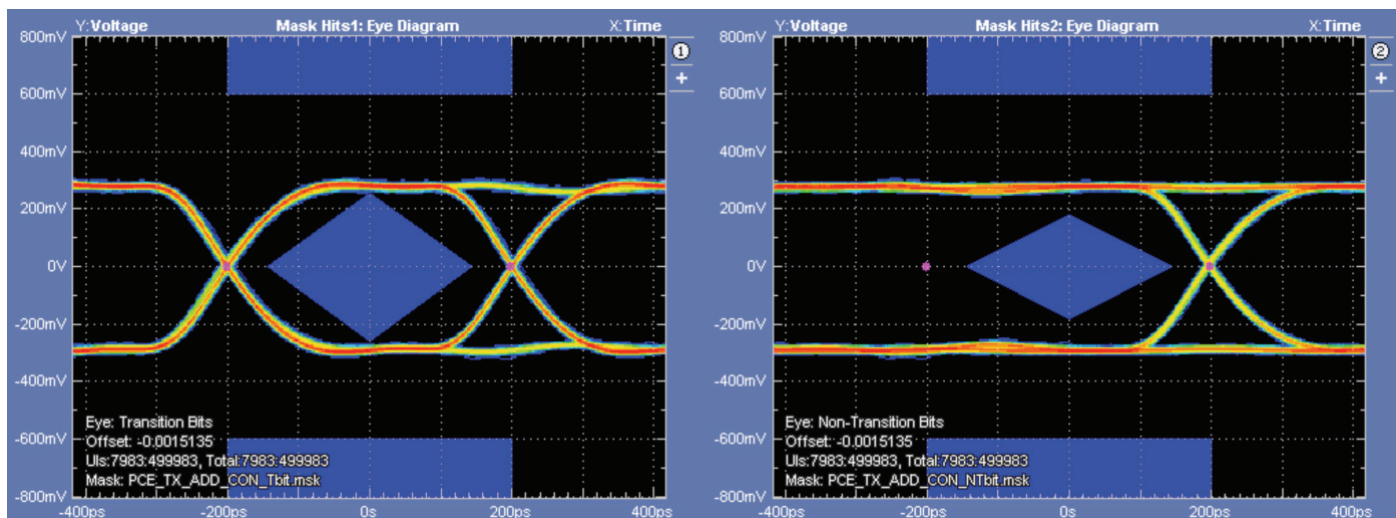 Y:Voltage Mask Hits1: Eye Diagram X:Time
800mV
600mV
400mV
200mV
0V
-200mV
-400mV
-600mV
-800mV
Eye: Transition Bits
Offset: -0.0015135
UIs:7983:499983, Total:7983:499983
Mask: PCE_TX_ADD_CON_Tbit.msk
-400ps -200ps 0s 200ps 400ps
1
+
Y:Voltage Mask Hits2: Eye Diagram X:Time
800mV
600mV
400mV
200mV
0V
-200mV
-400mV
-600mV
-800mV
Eye: Non-Transition Bits
Offset: -0.0015135
UIs:7983:499983, Total:7983:499983
Mask: PCE_TX_ADD_CON_NTbit.msk
-400ps -200ps 0s 200ps 400ps
2
+